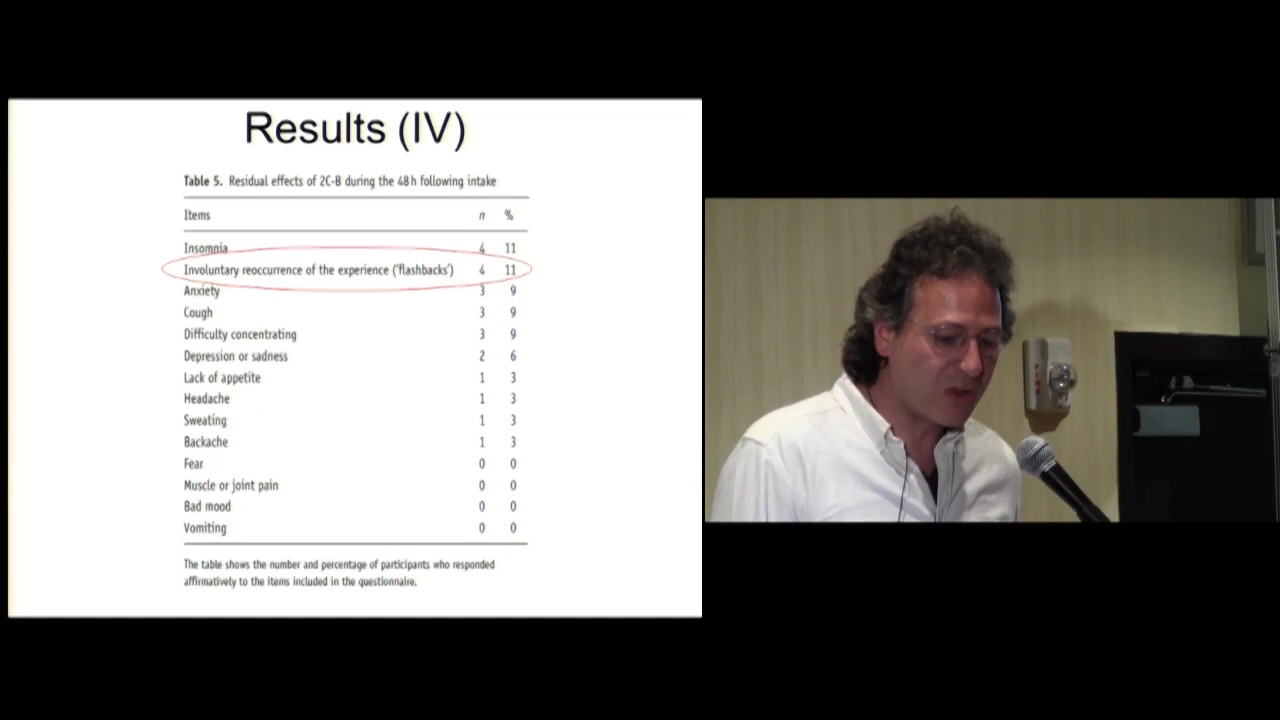 Results (IV)
Table 5. Residual effects of 2C-B during the 48 h following intake
Items n %
Insomnia 4 11
Involuntary reoccurrence of the experience ('flashbacks') 4 11
Anxiety 3 9
Cough 3 9
Difficulty concentrating 3 9
Depression or sadness 2 6
Lack of appetite 1 3
Headache 1 3
Sweating 1 3
Backache 1 3
Fear 0 0
Muscle or joint pain 0 0
Bad mood 0 0
Vomiting 0 0
The table shows the number and percentage of participants who responded
affirmatively to the items included in the questionnaire.